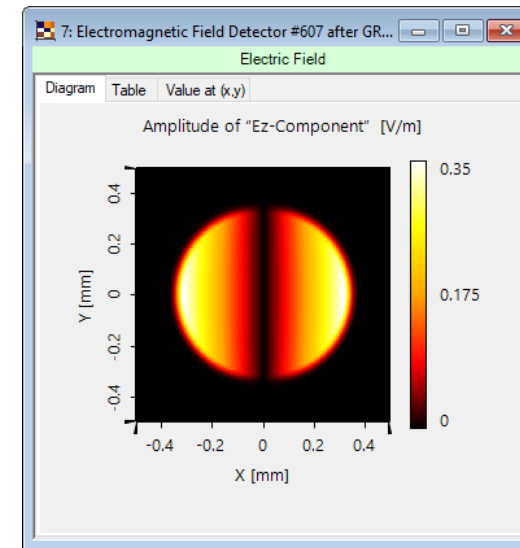 7: Electromagnetic Field Detector #607 after GR...
Electric Field
Diagram Table Value at (x,y)
Amplitude of "Ez-Component" [V/m]
0.35
0.175
0
Y [mm]
0.4
0.2
0
-0.2
-0.4
-0.4 -0.2 0 0.2 0.4
X [mm]